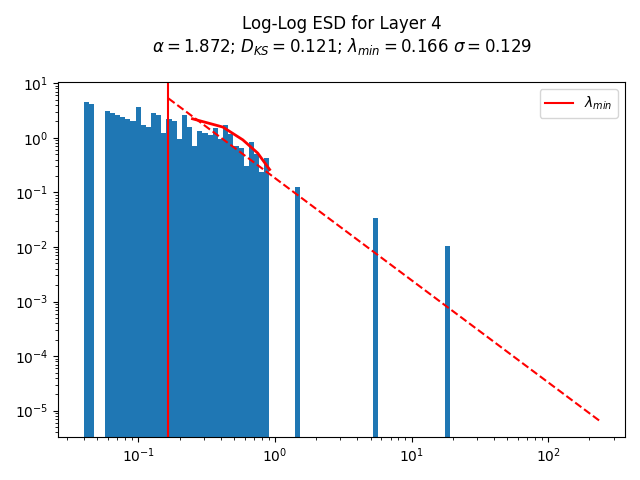 Log-Log ESD for Layer 4
α = 1.872; D_KS = 0.121; λ_min = 0.166 σ = 0.129
λ_min
10^1
10^0
10^-1
10^-2
10^-3
10^-4
10^-5
10^-1 10^0 10^1 10^2